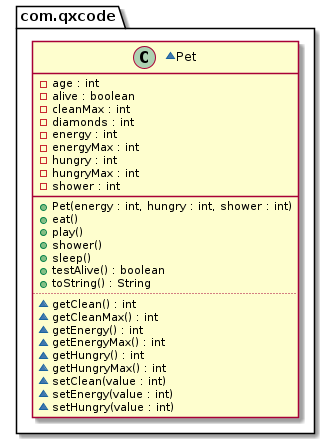 com.qxcode
C Pet
age : int
alive : boolean
cleanMax : int
diamonds : int
energy : int
energyMax : int
hungry : int
hungryMax : int
shower : int
Pet(energy : int, hungry : int, shower : int)
eat()
play()
shower()
sleep()
testAlive() : boolean
toString() : String
getClean() : int
getCleanMax() : int
getEnergy() : int
getEnergyMax() : int
getHungry() : int
getHungryMax() : int
setClean(value : int)
setEnergy(value : int)
setHungry(value : int)